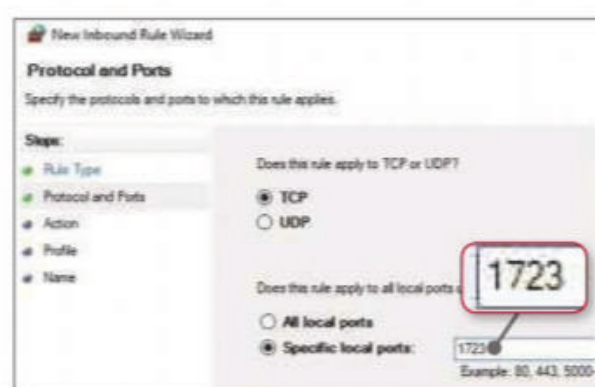 New Inbound Rule Wizard
Protocol and Ports
Specify the protocols and ports to which this rule applies.
Steps:
Rule Type
Protocol and Ports
Action
Profile
Name
Does this rule apply to TCP or UDP?
TCP
UDP
Does this rule apply to all local ports
1723
All local ports
Specific local ports:
1723
Example: 80, 443, 5000-